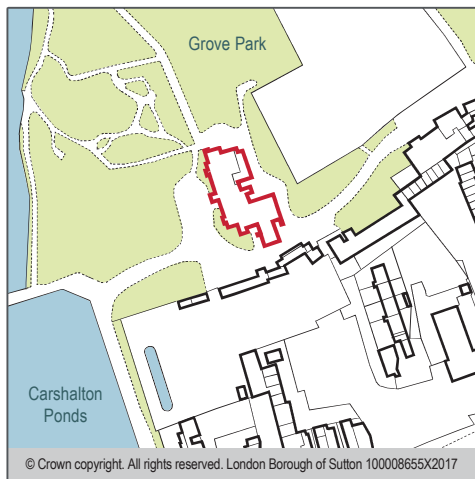 Grove Park
Carshalton
Ponds
© Crown copyright. All rights reserved. London Borough of Sutton 100008655X2017